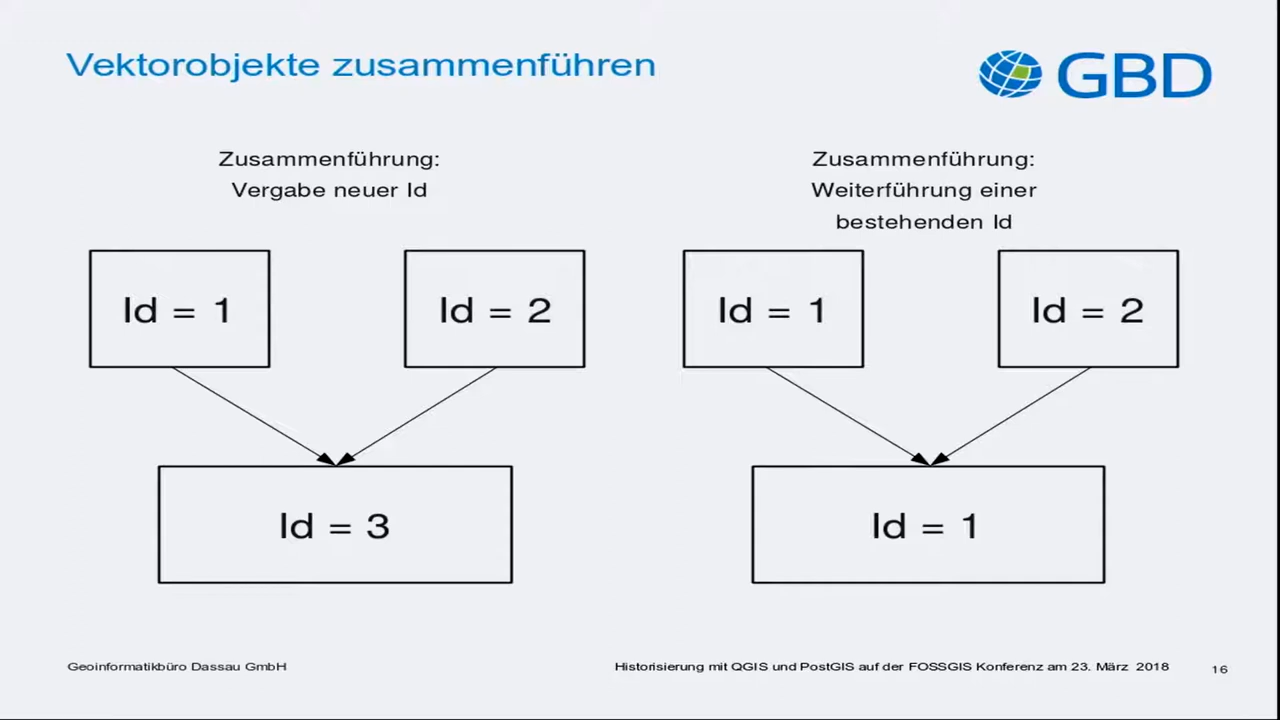 Vektorobjekte zusammenführen
GBD
Zusammenführung:
Vergabe neuer Id
Zusammenführung:
Weiterführung einer
bestehenden Id
Id = 1
Id = 2
Id = 1
Id = 2
Id = 3
Id = 1
Geoinformatikbüro Dassau GmbH
Historisierung mit QGIS und PostGIS auf der FOSSGIS Konferenz am 23. März 2018
16